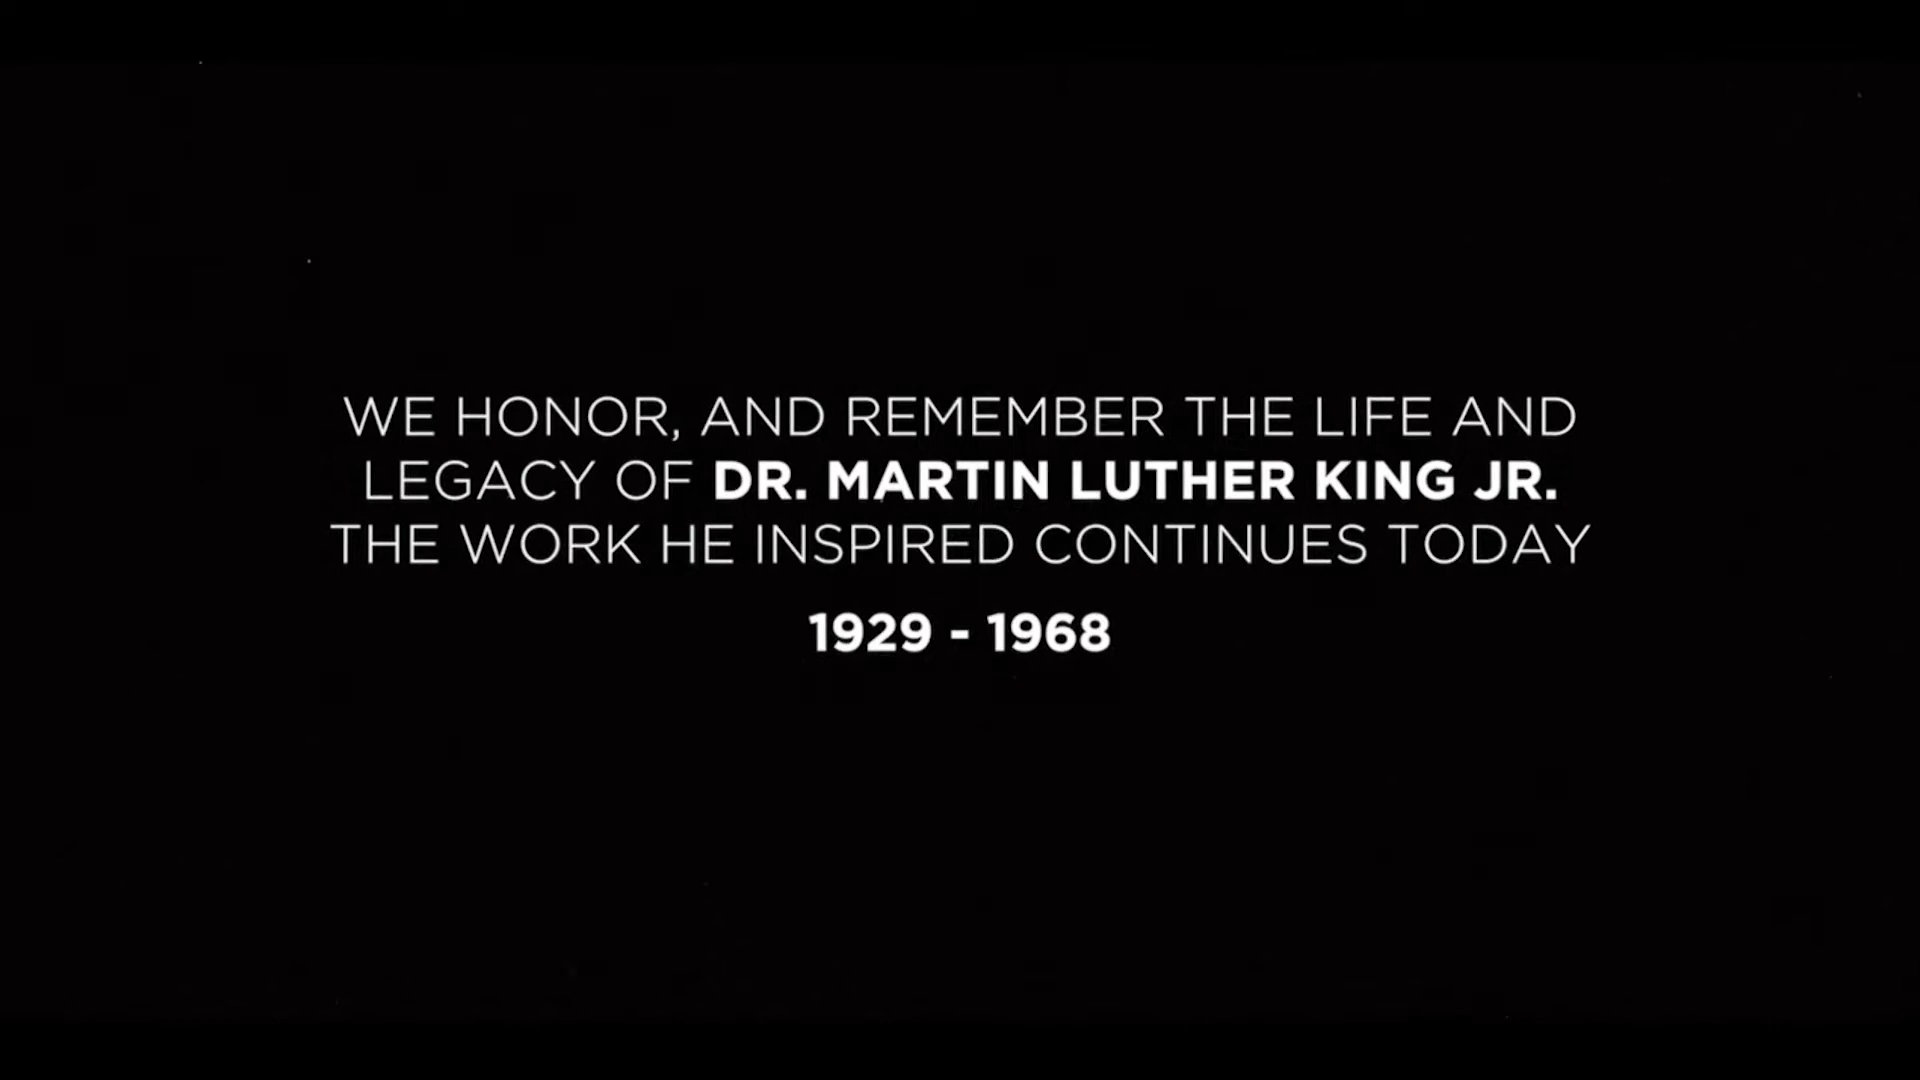 WE HONOR, AND REMEMBER THE LIFE AND
LEGACY OF DR. MARTIN LUTHER KING JR.
THE WORK HE INSPIRED CONTINUES TODAY
1929 - 1968